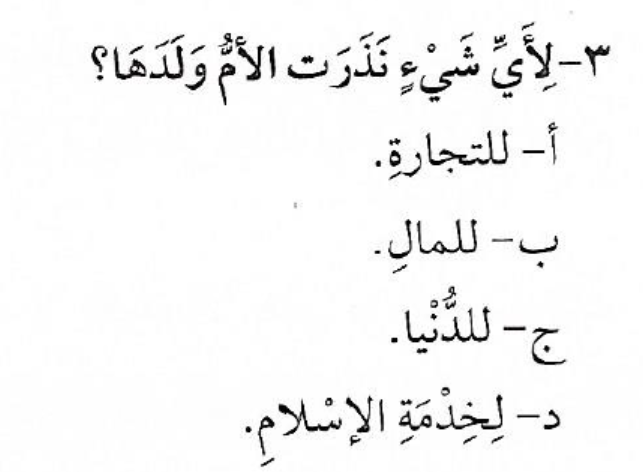 ٣-لِأَيِّ شَيْءٍ نَذَرَت الأمُّ وَلَدَهَا؟
أ- للتجارةِ.
ب- للمالِ.
ج- للدُّنْيا.
د- لِخِدْمَةِ الإسْلامِ.